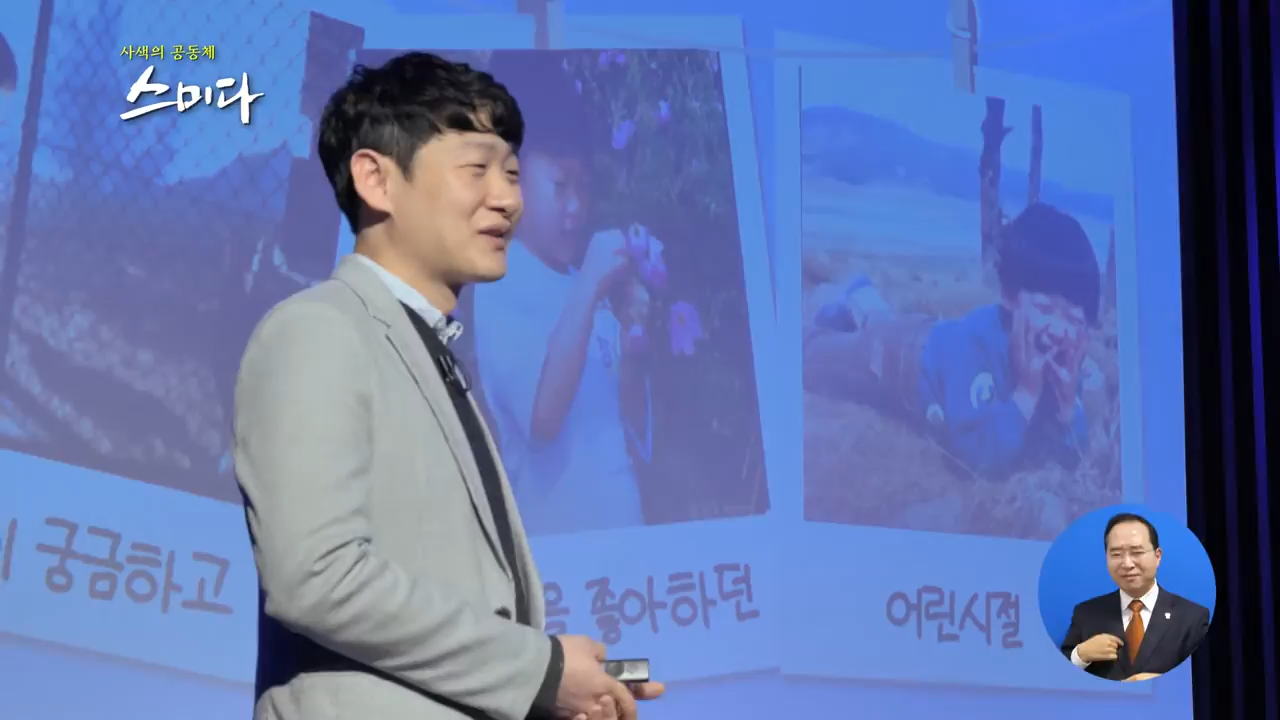 사색의 공동체
스미다
궁금하고
을 좋아하던
어린시절